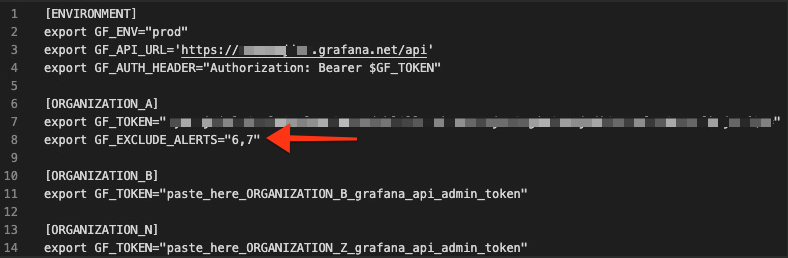 1 [ENVIRONMENT]
2 export GF_ENV="prod"
3 export GF_API_URL='https:// .grafana.net/api'
4 export GF_AUTH_HEADER="Authorization: Bearer $GF_TOKEN"
5
6 [ORGANIZATION_A]
7 export GF_TOKEN=" "
8 export GF_EXCLUDE_ALERTS="6,7"
9
10 [ORGANIZATION_B]
11 export GF_TOKEN="paste_here_ORGANIZATION_B_grafana_api_admin_token"
12
13 [ORGANIZATION_N]
14 export GF_TOKEN="paste_here_ORGANIZATION_Z_grafana_api_admin_token"